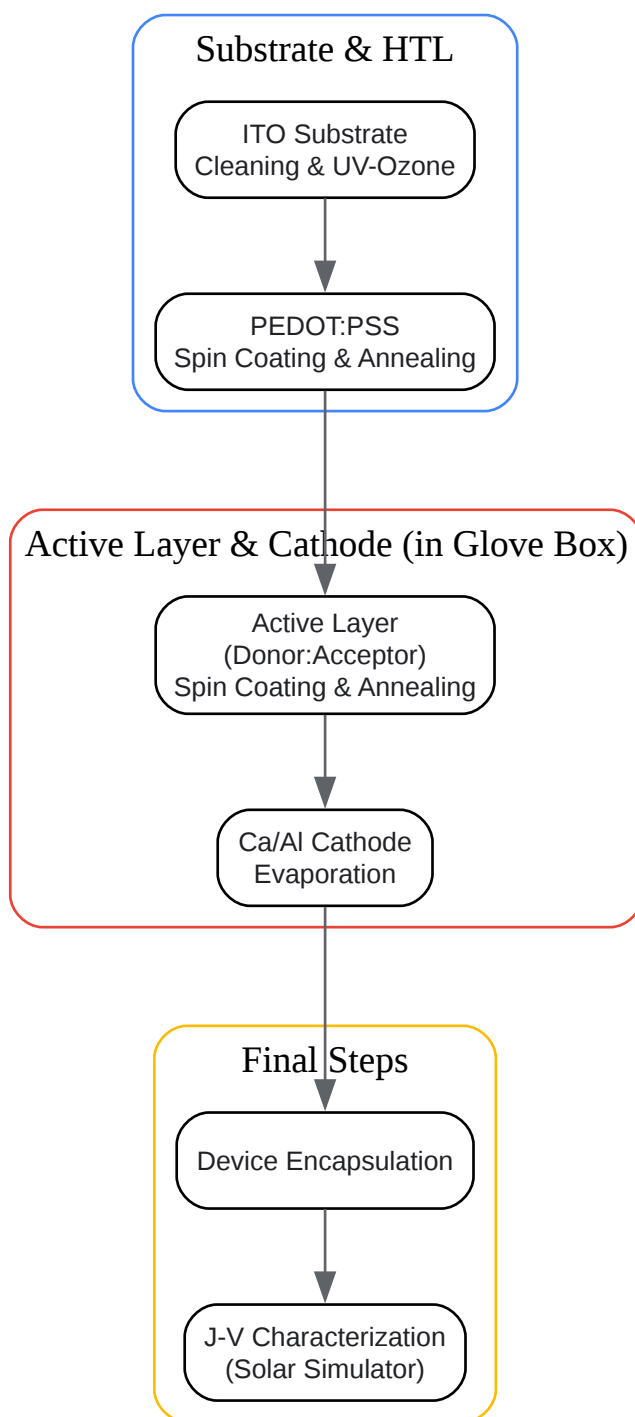 Substrate & HTL
ITO Substrate
Cleaning & UV-Ozone
PEDOT:PSS
Spin Coating & Annealing
Active Layer & Cathode (in Glove Box)
Active Layer
(Donor:Acceptor)
Spin Coating & Annealing
Ca/Al Cathode
Evaporation
Final Steps
Device Encapsulation
J-V Characterization
(Solar Simulator)